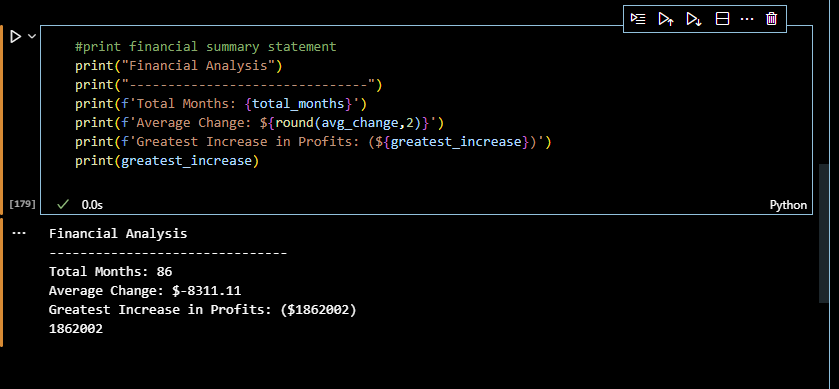 #print financial summary statement
print("Financial Analysis")
print("-------------------------------")
print(f'Total Months: {total_months}')
print(f'Average Change: ${round(avg_change,2)}')
print(f'Greatest Increase in Profits: (${greatest_increase})')
print(greatest_increase)
[179] 0.0s Python
Financial Analysis
-------------------------------
Total Months: 86
Average Change: $-8311.11
Greatest Increase in Profits: ($1862002)
1862002